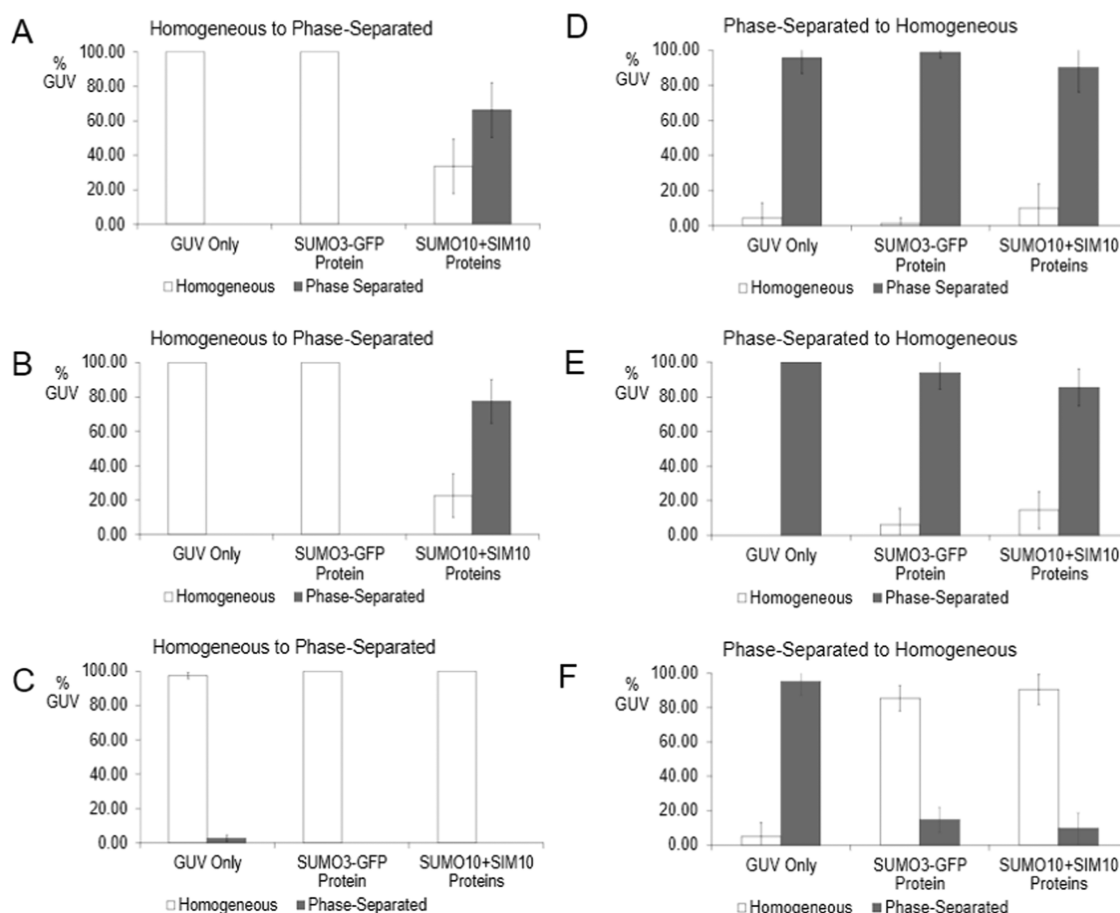 A
Homogeneous to Phase-Separated
%
GUV
100.00
80.00
60.00
40.00
20.00
0.00
GUV Only
SUMO3-GFP
Protein
SUMO10+SIM10
Proteins
Homogeneous
Phase Separated
D
Phase-Separated to Homogeneous
%
GUV
100.00
80.00
60.00
40.00
20.00
0.00
GUV Only
SUMO3-GFP
Protein
SUMO10+SIM10
Proteins
Homogeneous
Phase Separated
B
Homogeneous to Phase-Separated
%
GUV
100.00
80.00
60.00
40.00
20.00
0.00
GUV Only
SUMO3-GFP
Protein
SUMO10+SIM10
Proteins
Homogeneous
Phase-Separated
E
Phase-Separated to Homogeneous
%
GUV
100.00
80.00
60.00
40.00
20.00
0.00
GUV Only
SUMO3-GFP
Protein
SUMO10+SIM10
Proteins
Homogeneous
Phase-Separated
C
Homogeneous to Phase-Separated
%
GUV
100.00
80.00
60.00
40.00
20.00
0.00
GUV Only
SUMO3-GFP
Protein
SUMO10+SIM10
Proteins
Homogeneous
Phase-Separated
F
Phase-Separated to Homogeneous
%
GUV
100.00
80.00
60.00
40.00
20.00
0.00
GUV Only
SUMO3-GFP
Protein
SUMO10+SIM10
Proteins
Homogeneous
Phase-Separated